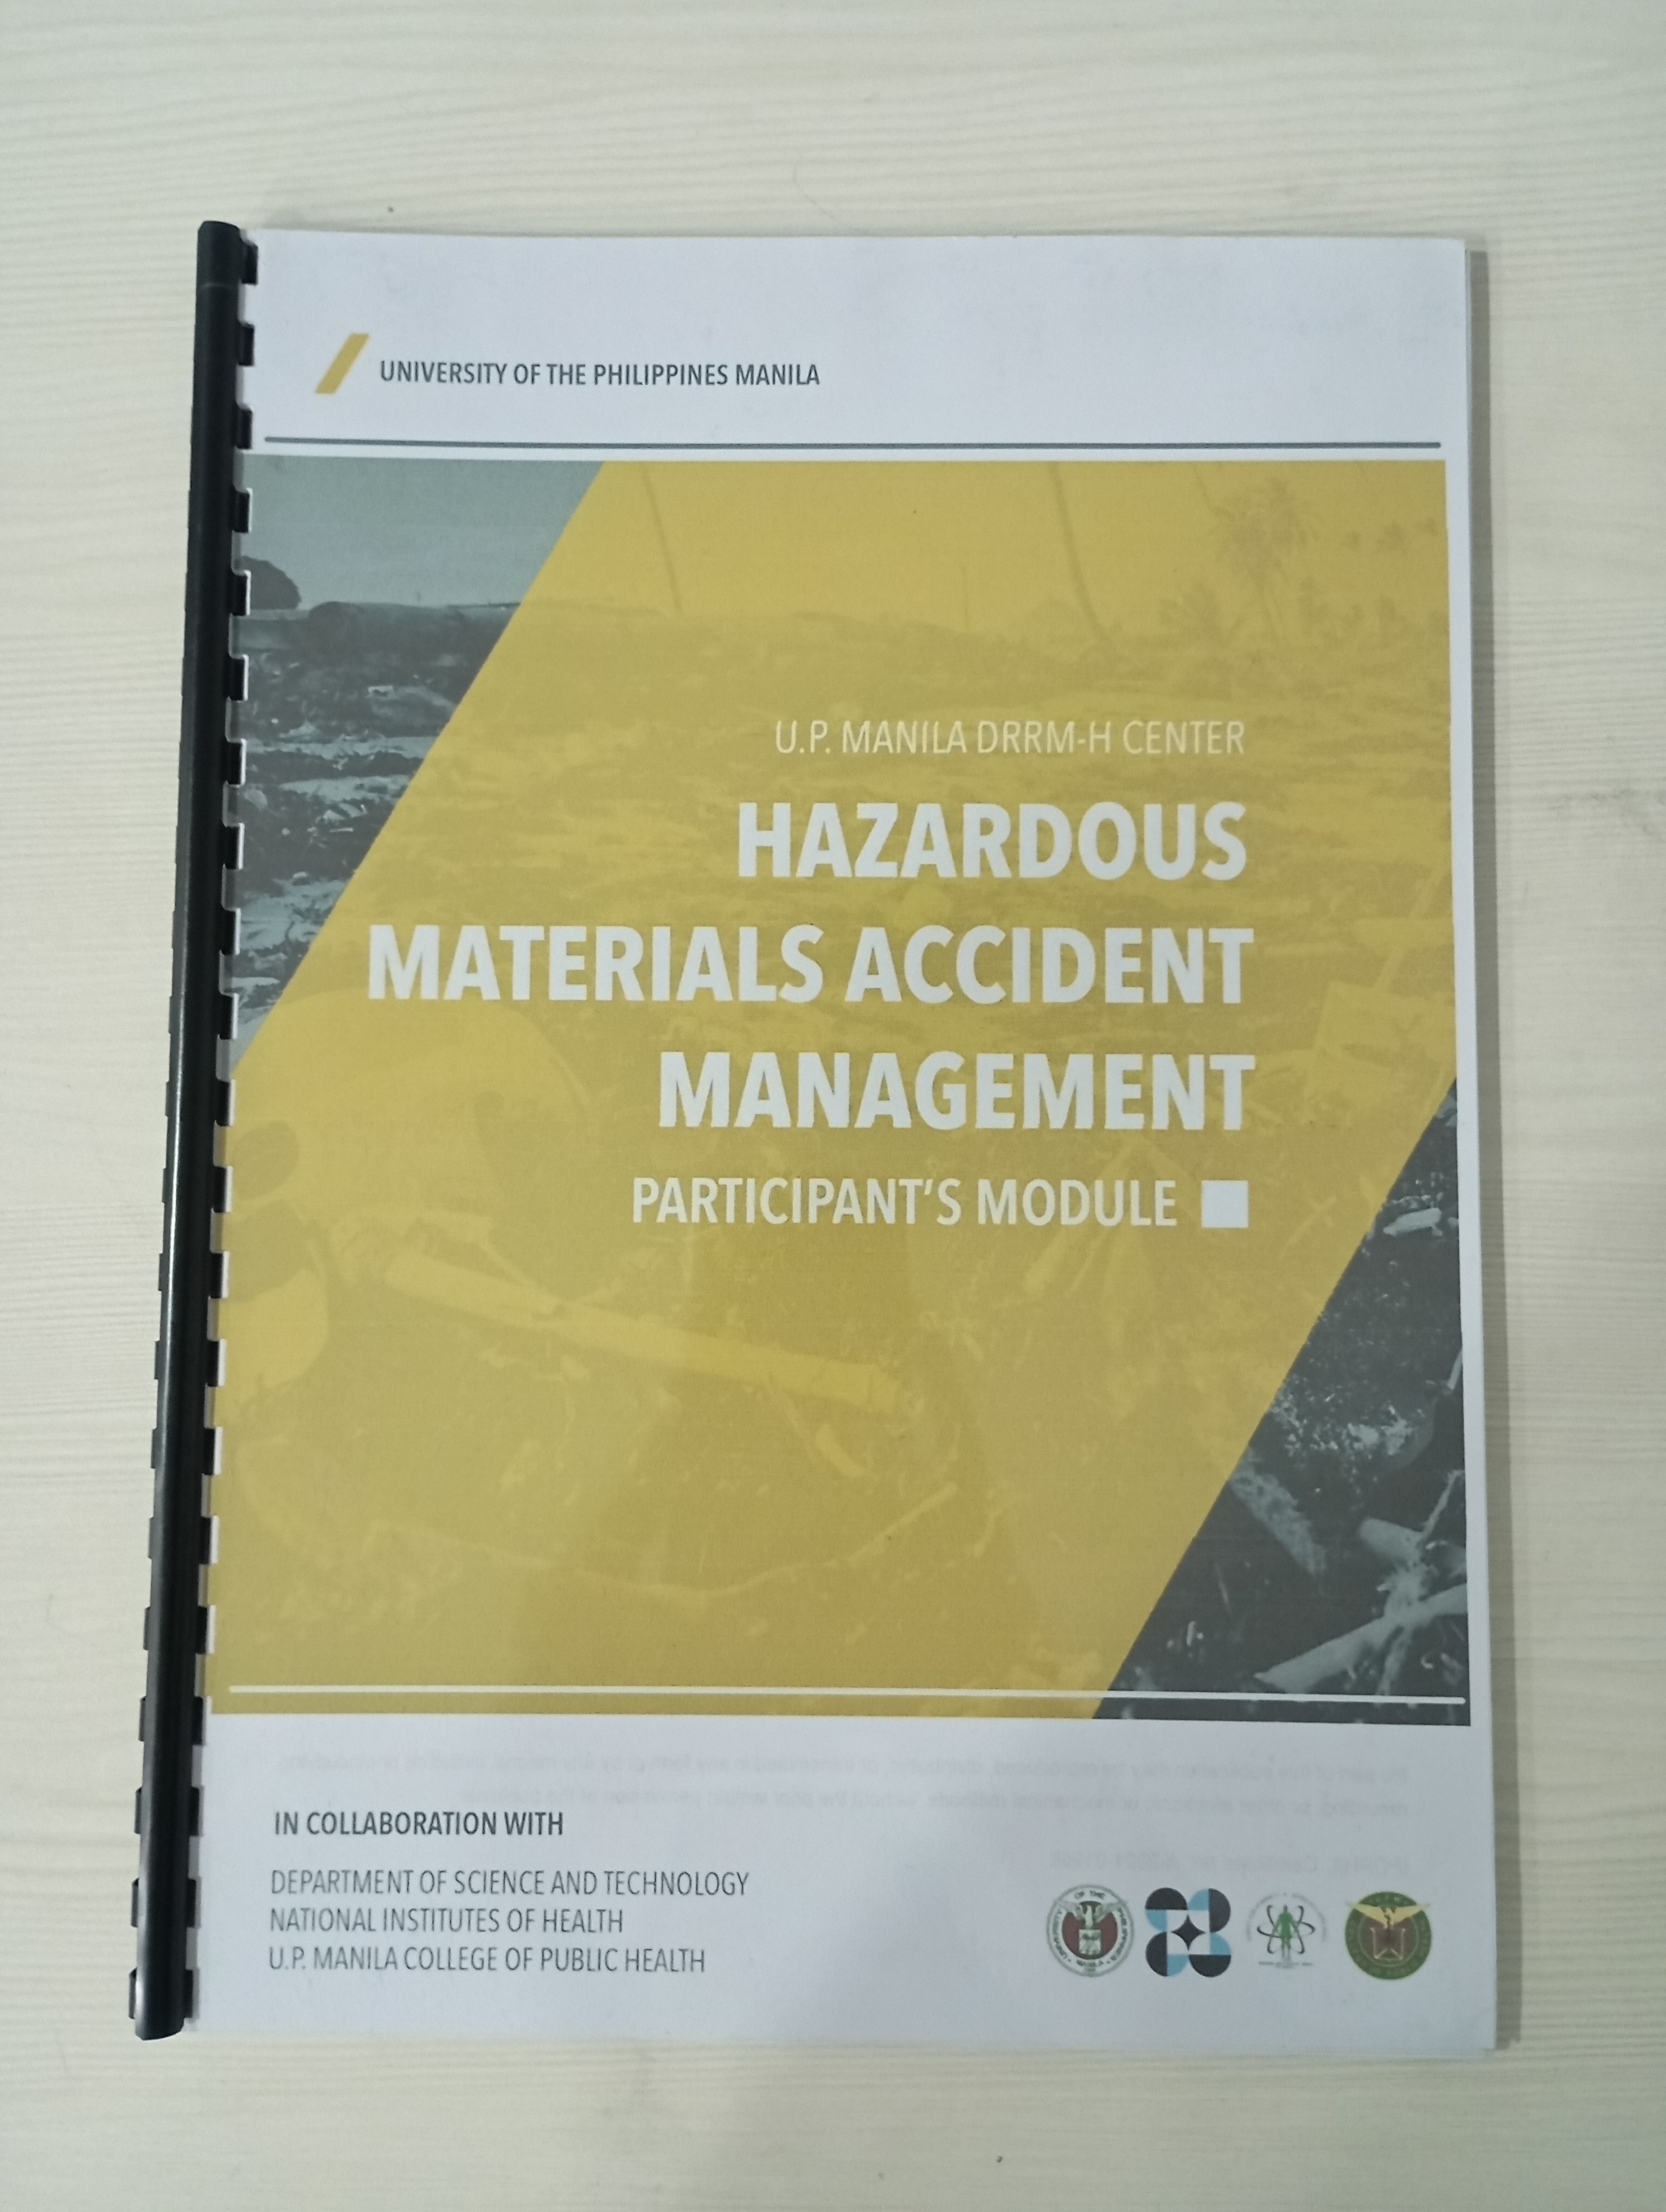 UNIVERSITY OF THE PHILIPPINES MANILA
U.P. MANILA DRRM-H CENTER
HAZARDOUS
MATERIALS ACCIDENT
MANAGEMENT
PARTICIPANT'S MODULE
IN COLLABORATION WITH
DEPARTMENT OF SCIENCE AND TECHNOLOGY
NATIONAL INSTITUTES OF HEALTH
U.P. MANILA COLLEGE OF PUBLIC HEALTH